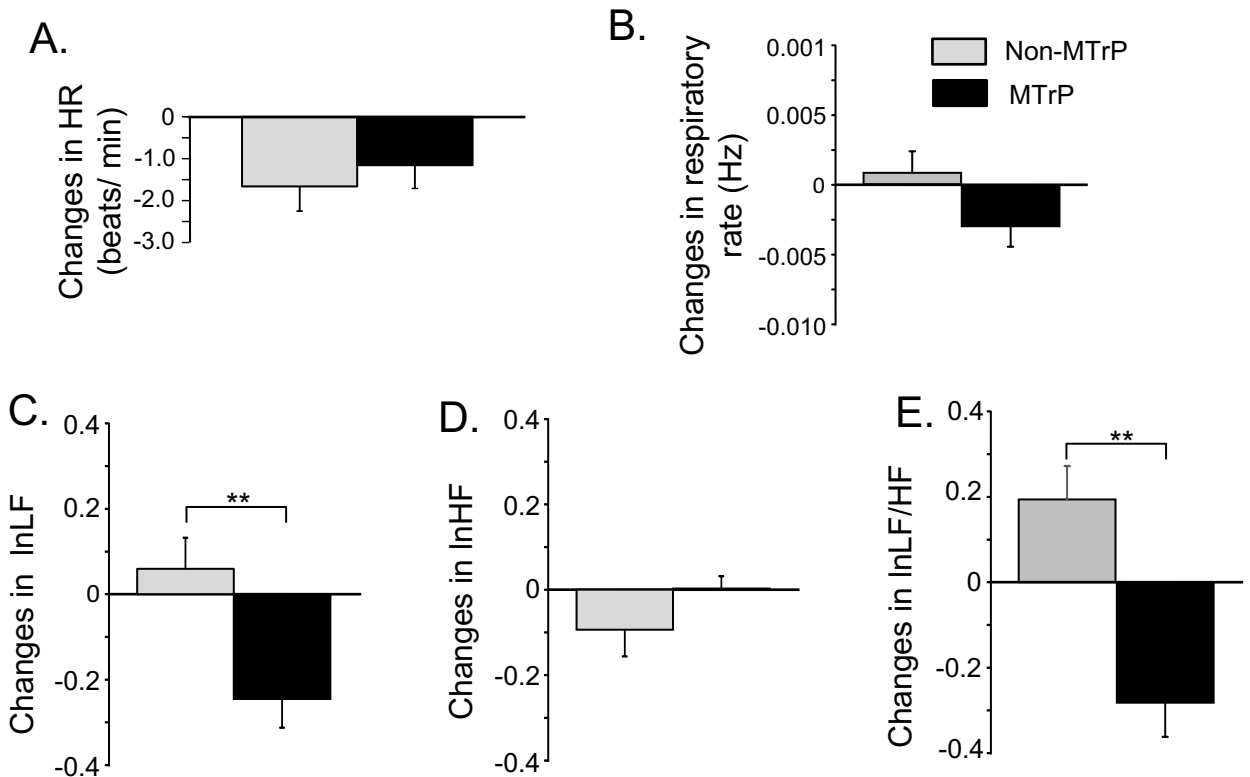 A.
Changes in HR
(beats/ min)
0
-1.0
-2.0
-3.0
B.
Changes in respiratory
rate (Hz)
0.001
0.005
0
-0.005
-0.010
Non-MTrP
MTrP
C.
Changes in lnLF
0.4
0.2
0
-0.2
-0.4
**
D.
Changes in lnHF
0.4
0.2
0
-0.2
-0.4
E.
Changes in lnLF/HF
0.4
0.2
0
-0.2
-0.4
**